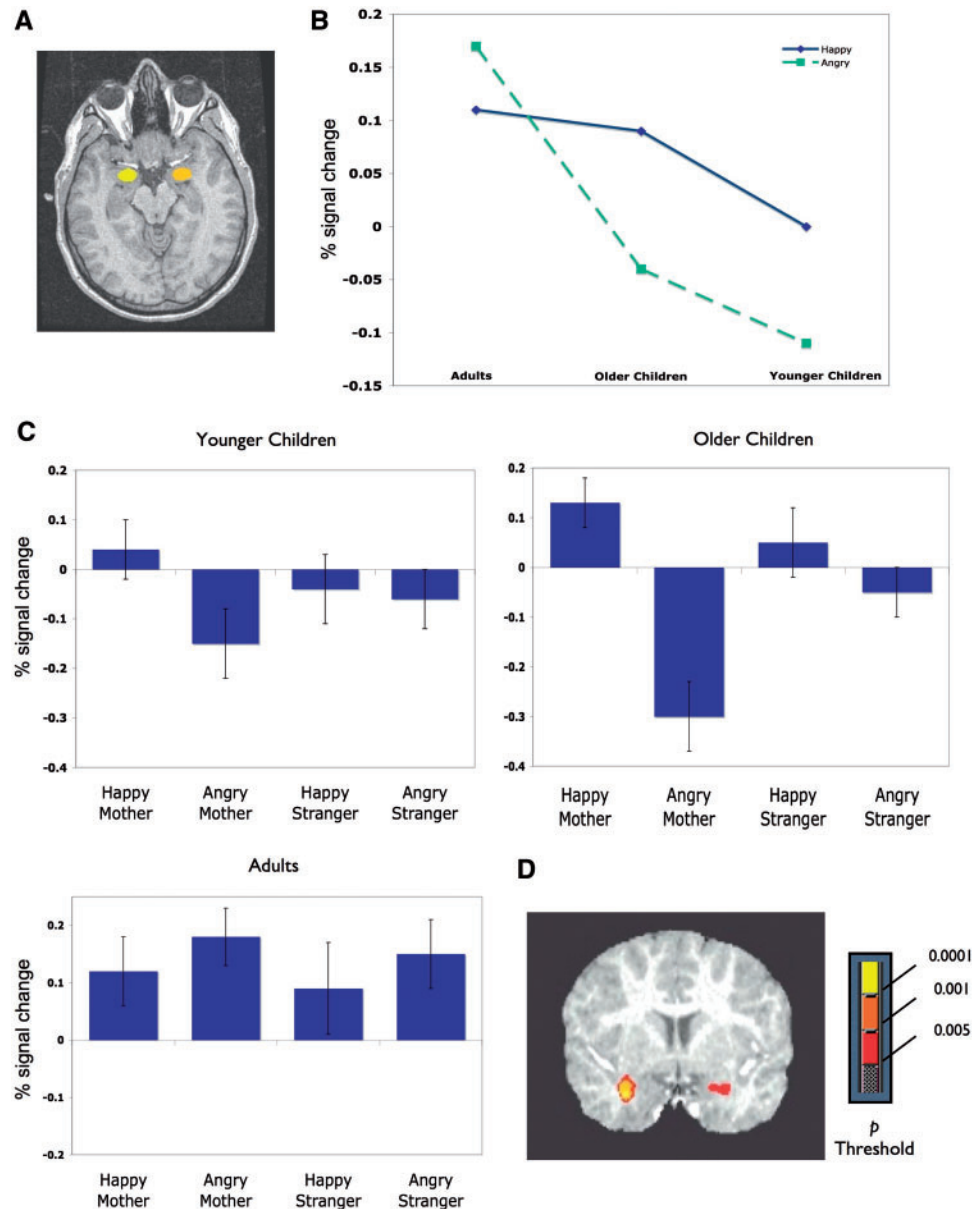 A
B
% signal change
0.2
0.15
0.1
0.05
0
-0.05
-0.1
-0.15
Happy
Angry
Adults
Older Children
Younger Children
C
Younger Children
% signal change
0.2
0.1
0
-0.1
-0.2
-0.3
-0.4
Happy
Mother
Angry
Mother
Happy
Stranger
Angry
Stranger
Older Children
0.2
0.1
0
-0.1
-0.2
-0.3
-0.4
Happy
Mother
Angry
Mother
Happy
Stranger
Angry
Stranger
Adults
% signal change
0.2
0.1
0
0.1
0.2
Happy
Mother
Angry
Mother
Happy
Stranger
Angry
Stranger
D
0.0001
0.001
0.005
p
Threshold